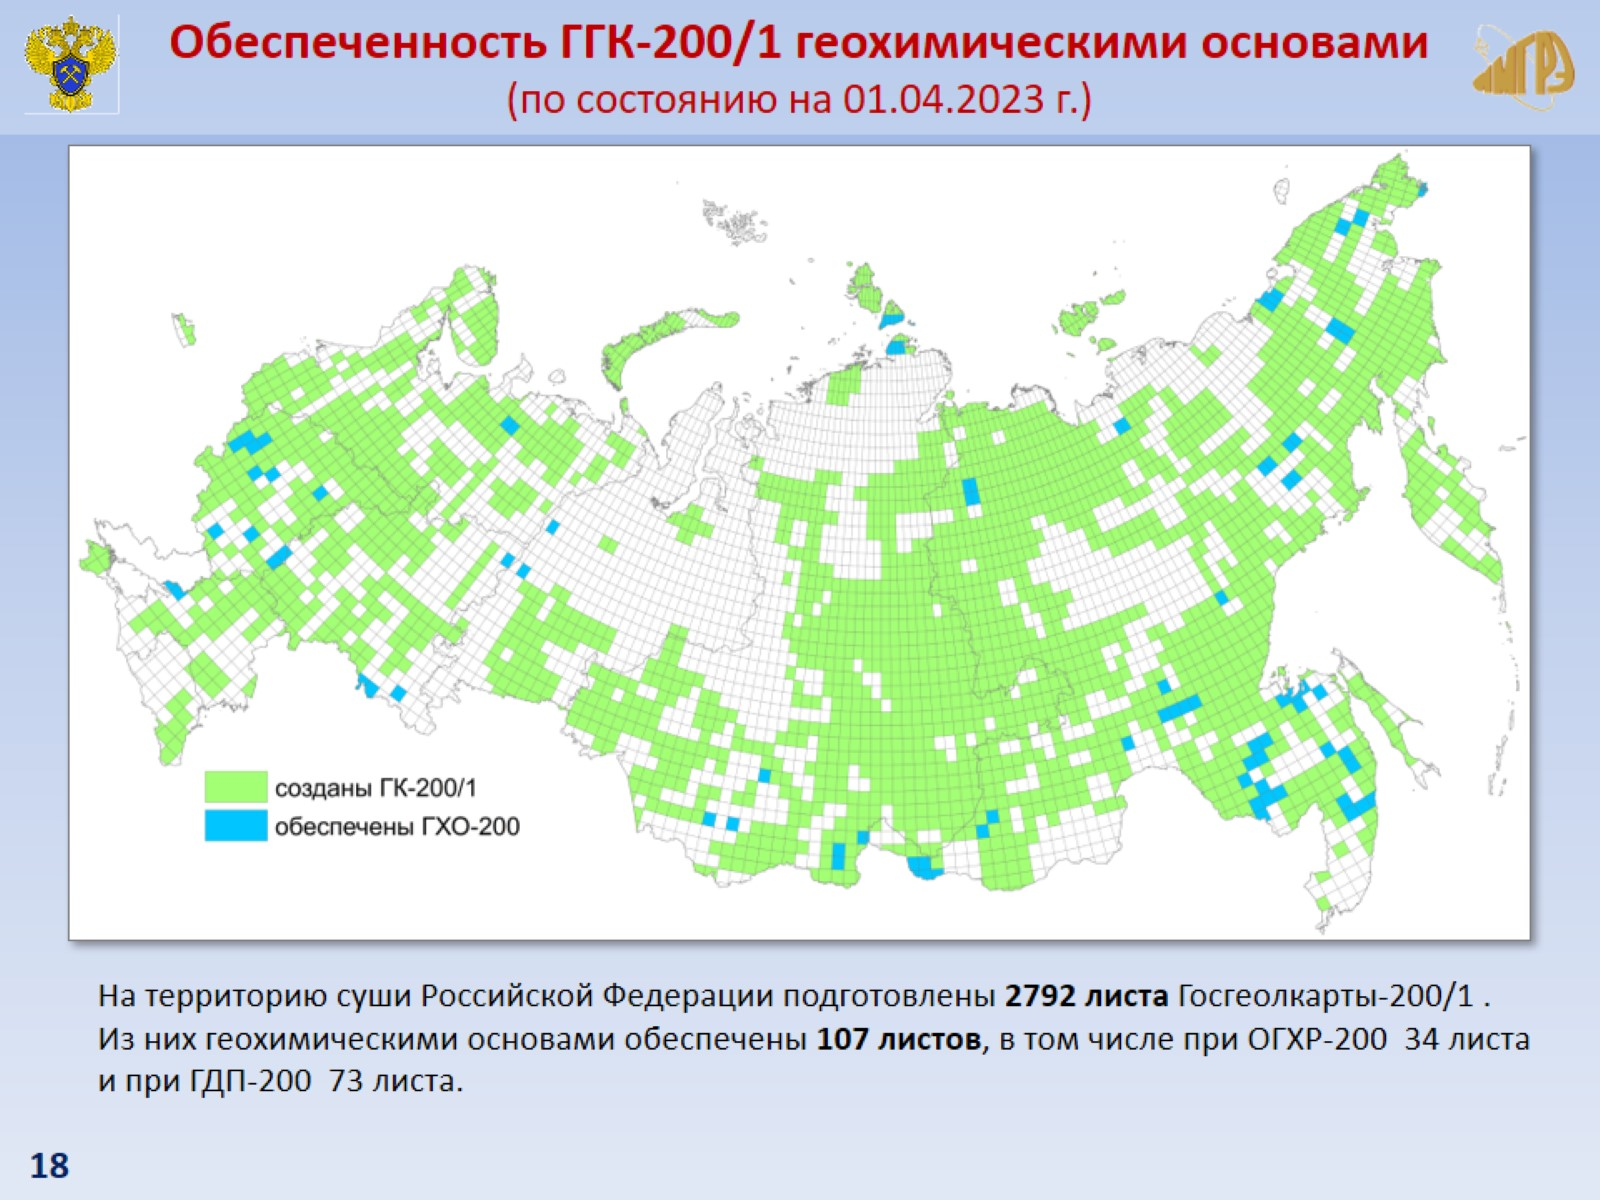 Обеспеченность ГГК-200/1 геохимическими основами
(по состоянию на 01.04.2023 г.)
ИМГРЭ
созданы ГК-200/1
обеспечены ГХО-200
На территорию суши Российской Федерации подготовлены 2792 листа Госгеолкарты-200/1 .
Из них геохимическими основами обеспечены 107 листов, в том числе при ОГХР-200 34 листа
и при ГДП-200 73 листа.
18